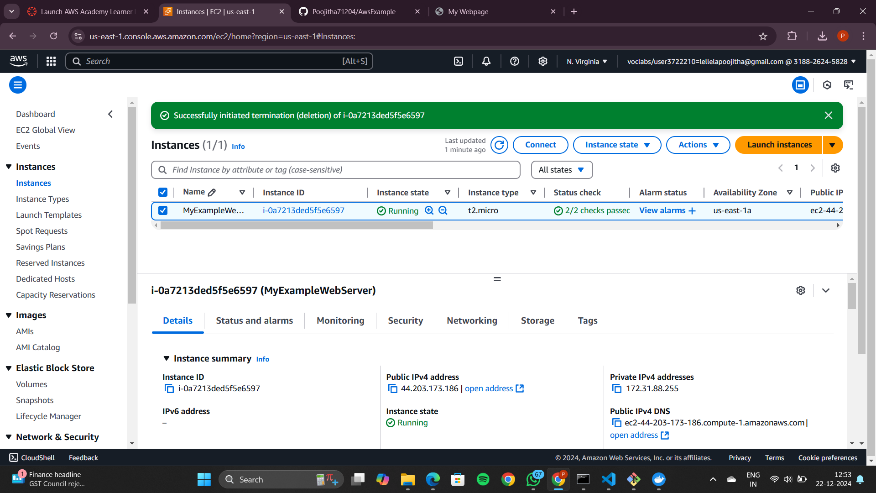 Launch AWS Academy Learner
Instances | EC2 | us-east-1
Poojitha71204/AwsExample
My Webpage
us-east-1.console.aws.amazon.com/ec2/home?region=us-east-1#Instances:
P
aws
Search
[Alt+S]
N. Virginia
voclabs/user3722210=lellelapoojitha@gmail.com @ 3188-2624-5828
Dashboard
EC2 Global View
Events
Instances
Instances
Instance Types
Launch Templates
Spot Requests
Savings Plans
Reserved Instances
Dedicated Hosts
Capacity Reservations
Images
AMIs
AMI Catalog
Elastic Block Store
Volumes
Snapshots
Lifecycle Manager
Network & Security
Successfully initiated termination (deletion) of i-0a7213ded5f5e6597
Instances (1/1) Info
Last updated
1 minute ago
Connect
Instance state
Actions
Launch instances
Find Instance by attribute or tag (case-sensitive)
All states
1
Name
Instance ID
Instance state
Instance type
Status check
Alarm status
Availability Zone
Public IP
MyExampleWe...
i-0a7213ded5f5e6597
Running
t2.micro
2/2 checks passec
View alarms +
us-east-1a
ec2-44-2
i-0a7213ded5f5e6597 (MyExampleWebServer)
Details
Status and alarms
Monitoring
Security
Networking
Storage
Tags
Instance summary Info
Instance ID
i-0a7213ded5f5e6597
Public IPv4 address
44.203.173.186 | open address
Private IPv4 addresses
172.31.88.255
IPv6 address
–
Instance state
Running
Public IPv4 DNS
ec2-44-203-173-186.compute-1.amazonaws.com |
open address
CloudShell
Feedback
© 2024, Amazon Web Services, Inc. or its affiliates.
Privacy
Terms
Cookie preferences
1
Finance headline
GST Council reje...
Search
67
P
ENG
IN
12:53
22-12-2024